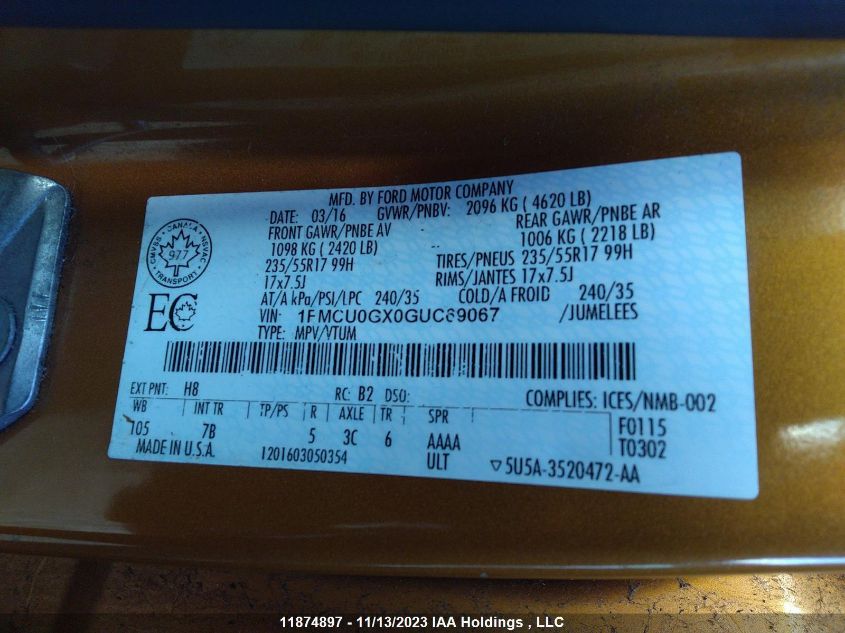 MFD. BY FORD MOTOR COMPANY
DATE: 03/16 GVWR/PNBV: 2096 KG ( 4620 LB)
FRONT GAWR/PNBE AV REAR GAWR/PNBE AR
1098 KG ( 2420 LB) 1006 KG ( 2218 LB)
235/55R17 99H TIRES/PNEUS 235/55R17 99H
17x7.5J RIMS/JANTES 17x7.5J
AT/A kPa/PSI/LPC 240/35 COLD/A FROID 240/35
VIN: 1FMCU0GX0GUC69067 /JUMELEES
TYPE: MPV/VTUM
CANADA
CMVSS NSVAC
977
TRANSPORT
EC
EXT PNT: H8 RC: B2 DSO: COMPLIES: ICES/NMB-002
WB INT TR TP/PS R AXLE TR SPR F0115
105 7B 5 3C 6 AAAA T0302
MADE IN U.S.A. 1201603050354 ULT ▽5U5A-3520472-AA
11874897 - 11/13/2023 IAA Holdings , LLC